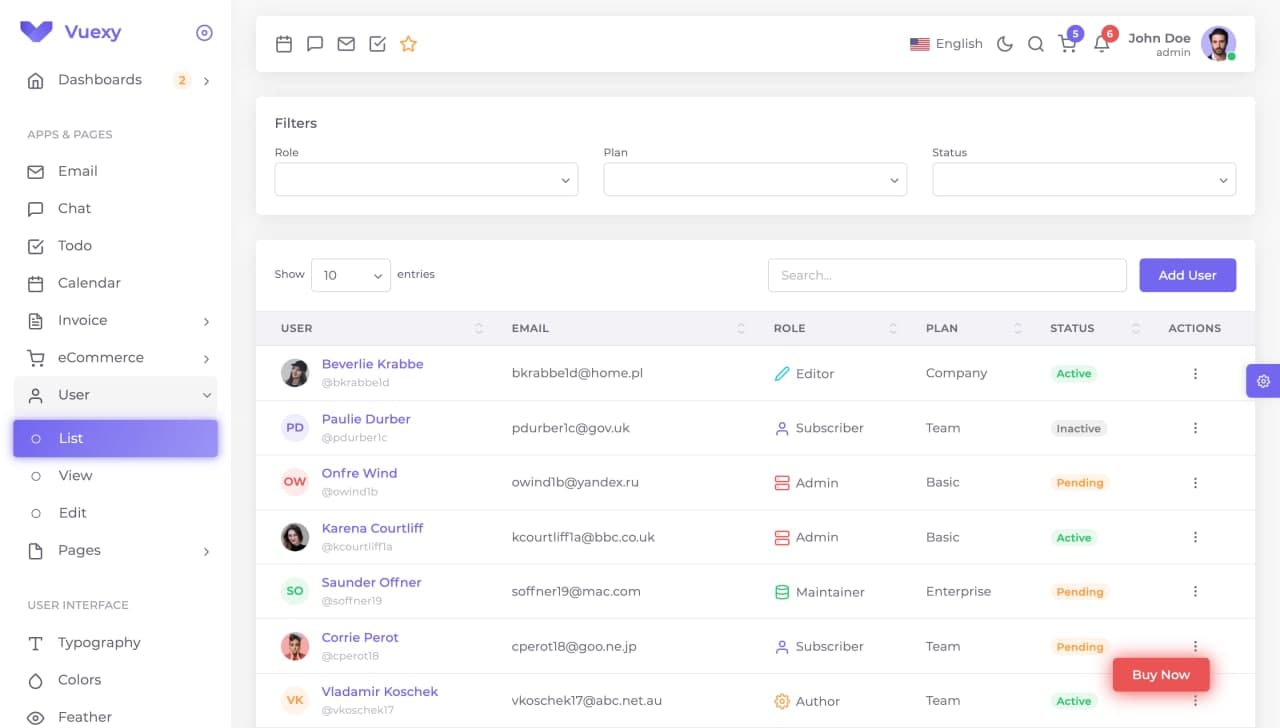 Vuexy
Dashboards 2
APPS & PAGES
Email
Chat
Todo
Calendar
Invoice
eCommerce
User
List
View
Edit
Pages
USER INTERFACE
Typography
Colors
Feather
English 5 6 John Doe
admin
Filters
Role Plan Status
Show 10 entries Search... Add User
USER EMAIL ROLE PLAN STATUS ACTIONS
Beverlie Krabbe bkrabbe1d@home.pl Editor Company Active
@bkrabbe1d
PD Paulie Durber pdurber1c@gov.uk Subscriber Team Inactive
@pdurber1c
OW Onfre Wind owind1b@yandex.ru Admin Basic Pending
@owind1b
Karena Courtliff kcourtliff1a@bbc.co.uk Admin Basic Active
@kcourtliff1a
SO Saunder Offner soffner19@mac.com Maintainer Enterprise Pending
@soffner19
Corrie Perot cperot18@goo.ne.jp Subscriber Team Pending
@cperot18
Buy Now
VK Vladamir Koschek vkoschek17@abc.net.au Author Team Active
@vkoschek17